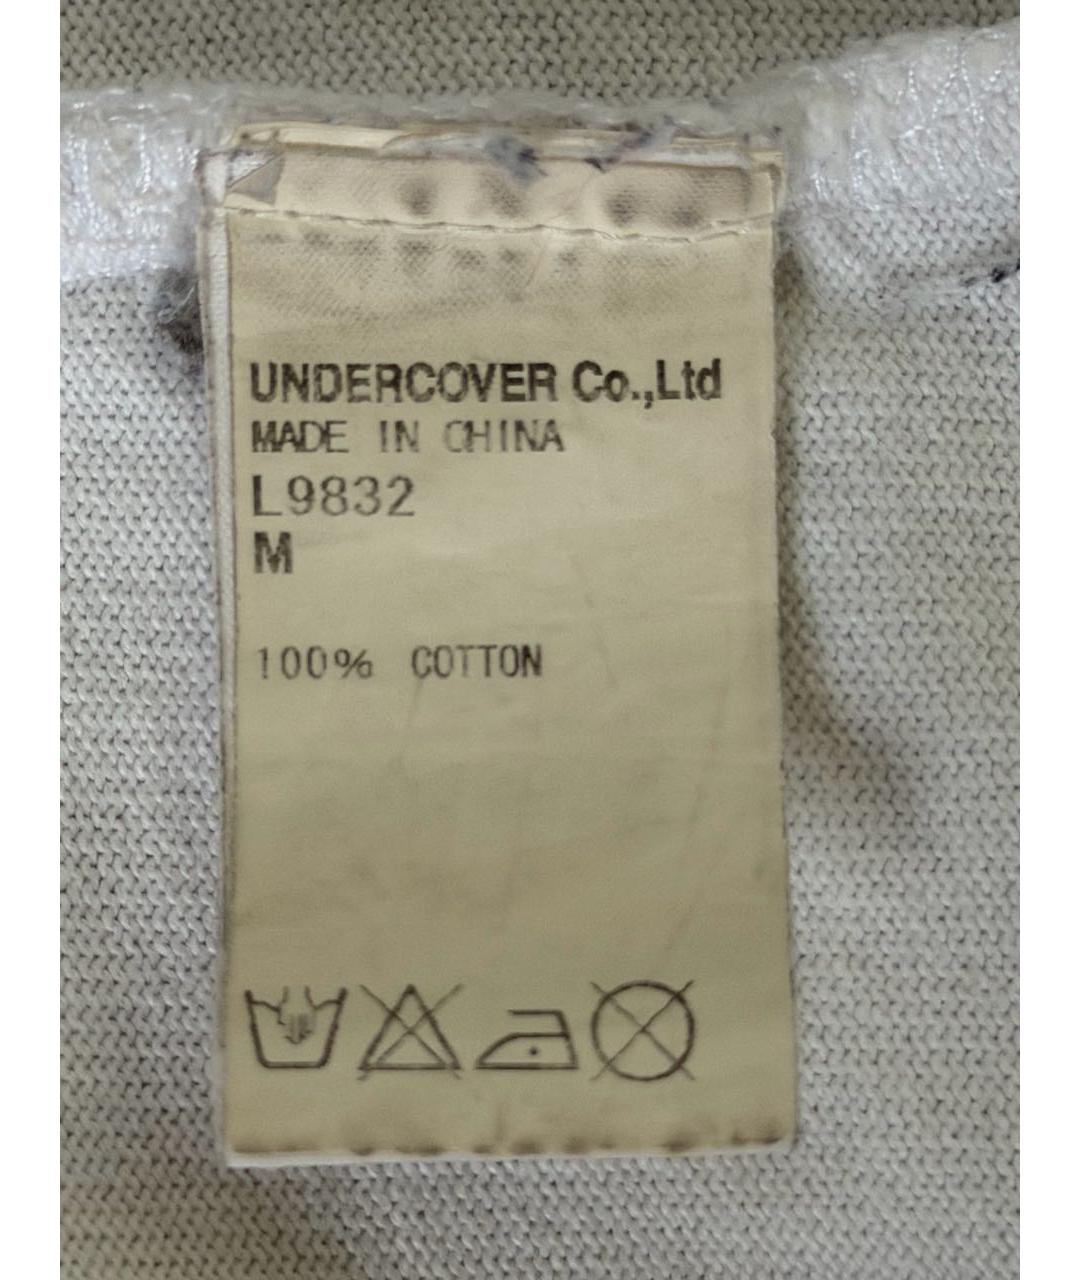 UNDERCOVER Co.,Ltd
MADE IN CHINA
L9832
M
100% COTTON